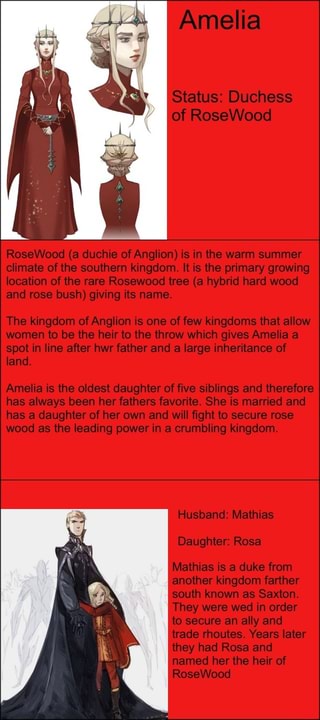 Amelia
Status: Duchess
of RoseWood
RoseWood (a duchie of Anglion) is in the warm summer
climate of the southern kingdom. It is the primary growing
location of the rare Rosewood tree (a hybrid hard wood
and rose bush) giving its name.
The kingdom of Anglion is one of few kingdoms that allow
women to be the heir to the throw which gives Amelia a
spot in line after hwr father and a large inheritance of
land.
Amelia is the oldest daughter of five siblings and therefore
has always been her fathers favorite. She is married and
has a daughter of her own and will fight to secure rose
wood as the leading power in a crumbling kingdom.
Husband: Mathias
Daughter: Rosa
Mathias is a duke from
another kingdom farther
south known as Saxton.
They were wed in order
to secure an ally and
trade rhoutes. Years later
they had Rosa and
named her the heir of
RoseWood